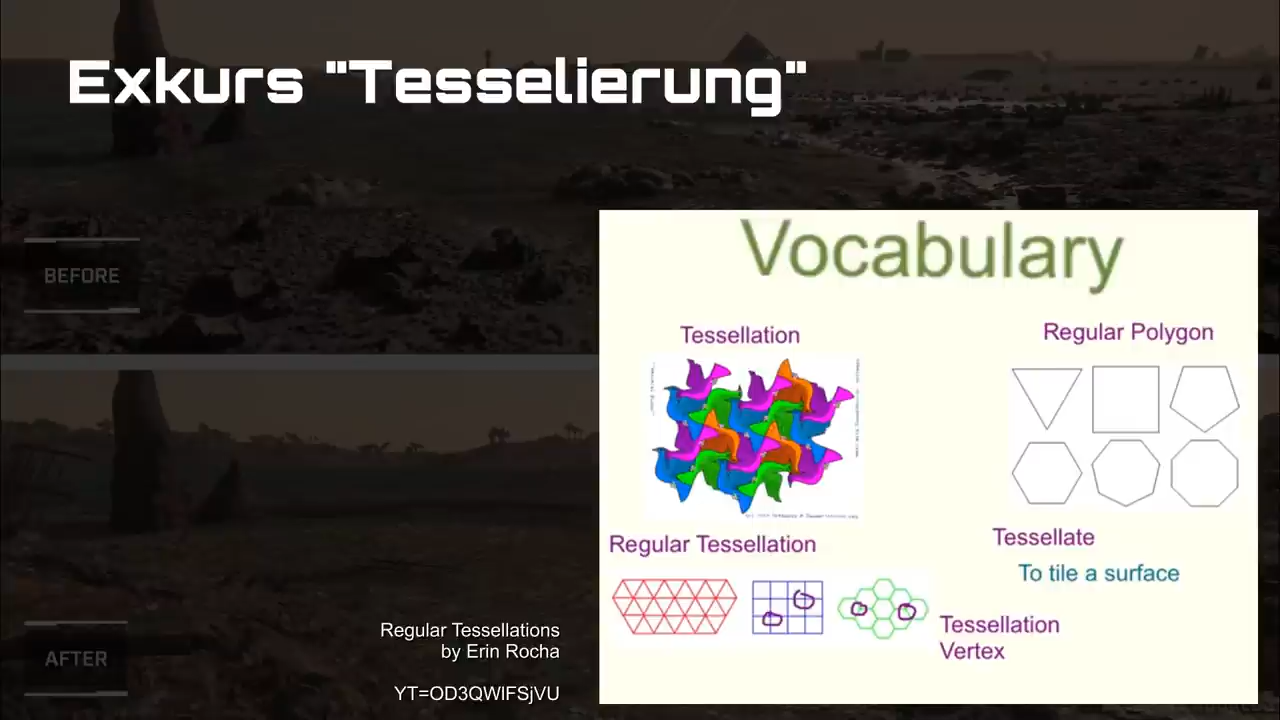 Exkurs "Tesselierung"
BEFORE
AFTER
Regular Tessellations
by Erin Rocha
YT=OD3QWIFSjVU
Vocabulary
Tessellation
Regular Polygon
Regular Tessellation
Tessellate
To tile a surface
Tessellation
Vertex